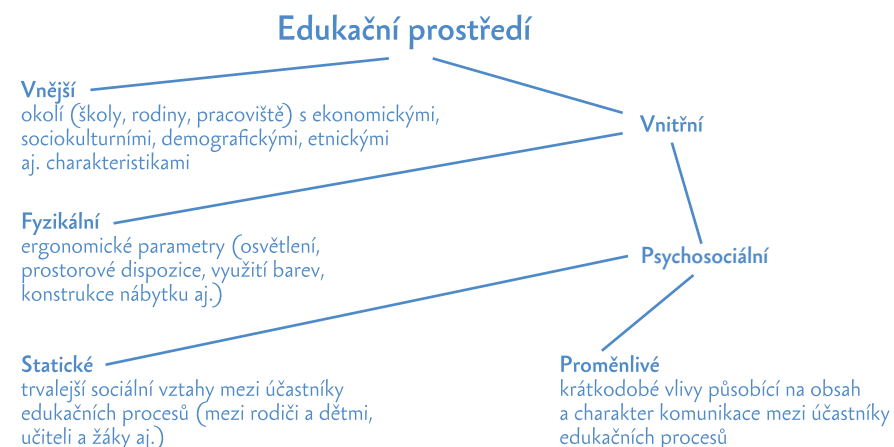 Edukační prostředí
Vnější
okolí (školy, rodiny, pracoviště) s ekonomickými,
sociokulturními, demografickými, etnickými
aj. charakteristikami
Vnitřní
Fyzikální
ergonomické parametry (osvětlení,
prostorové dispozice, využití barev,
konstrukce nábytku aj.)
Psychosociální
Statické
trvalejší sociální vztahy mezi účastníky
edukačních procesů (mezi rodiči a dětmi,
učiteli a žáky aj.)
Proměnlivé
krátkodobé vlivy působící na obsah
a charakter komunikace mezi účastníky
edukačních procesů